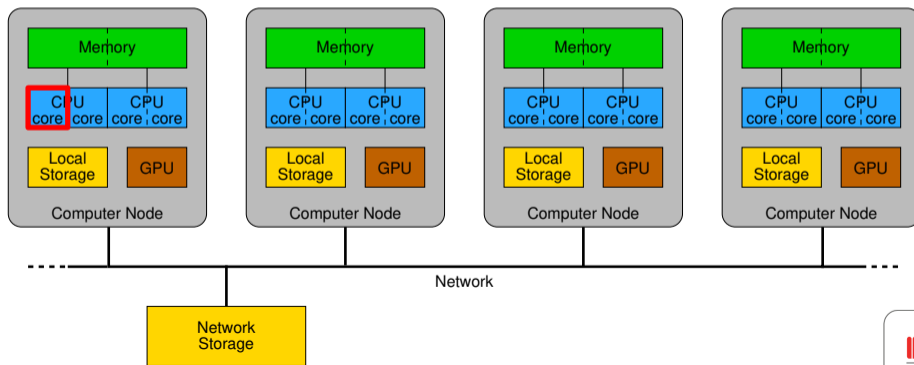 Memory
Memory
Memory
Memory
CPU CPU
core core core core
CPU CPU
core core core core
CPU CPU
core core core core
CPU CPU
core core core core
Local
Storage
GPU
Local
Storage
GPU
Local
Storage
GPU
Local
Storage
GPU
Computer Node
Computer Node
Computer Node
Computer Node
Network
Network
Storage